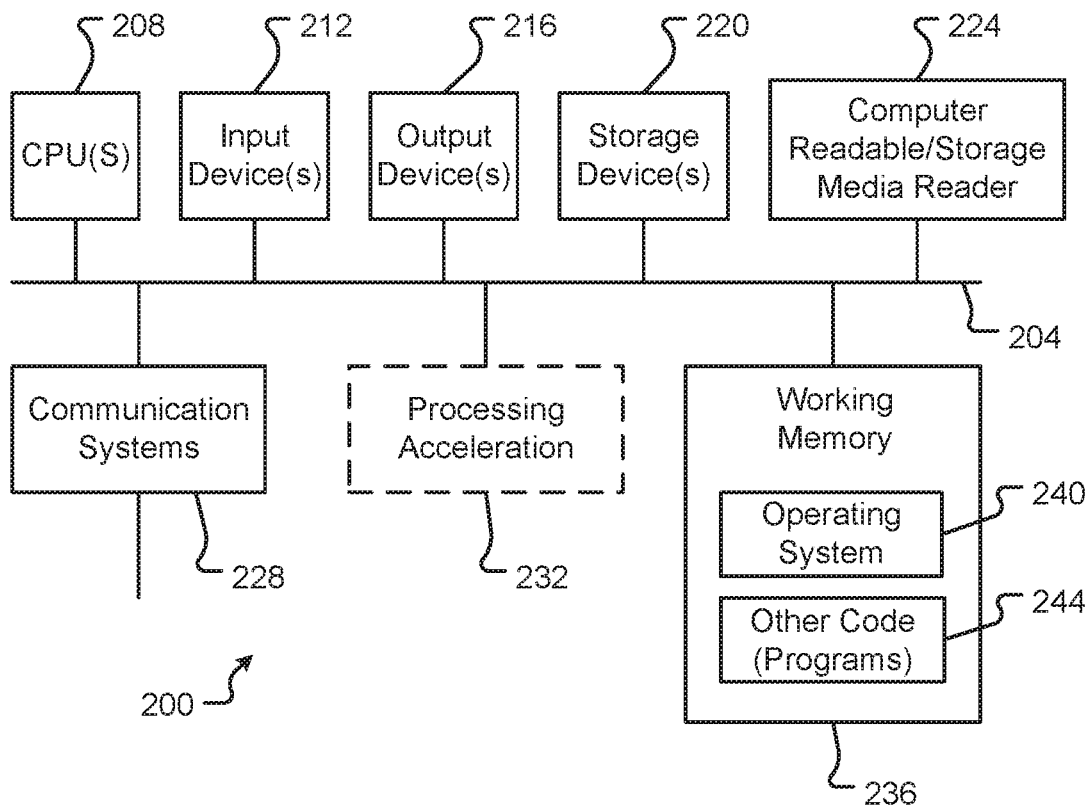 208
212
216
220
224
CPU(S)
Input
Device(s)
Output
Device(s)
Storage
Device(s)
Computer
Readable/Storage
Media Reader
204
Communication
Systems
Processing
Acceleration
Working
Memory
Operating
System
240
Other Code
(Programs)
244
228
232
200
236